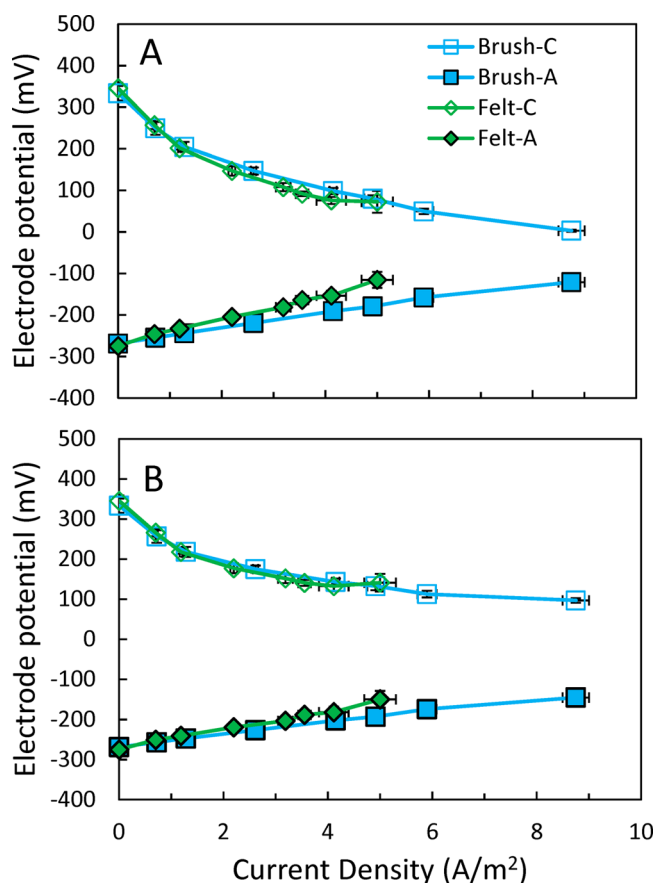 A
Brush-C
Brush-A
Felt-C
Felt-A
Electrode potential (mV)
500
400
300
200
100
0
-100
-200
-300
-400
B
Electrode potential (mV)
500
400
300
200
100
0
-100
-200
-300
-400
0 2 4 6 8 10
Current Density (A/m²)